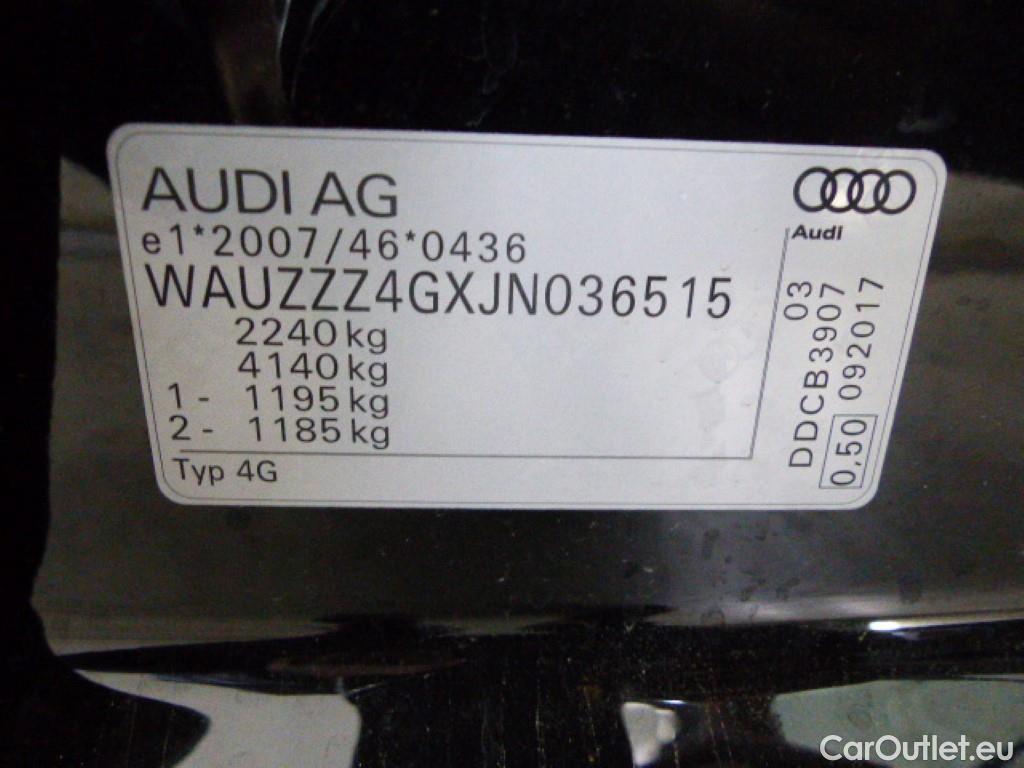 AUDI AG
e1*2007/46*0436
WAUZZZ4GXJN036515
2240 kg
4140 kg
1 - 1195 kg
2 - 1185 kg
Typ 4G
Audi
03
DDCB3907
0,50 092017
CarOutlet.eu